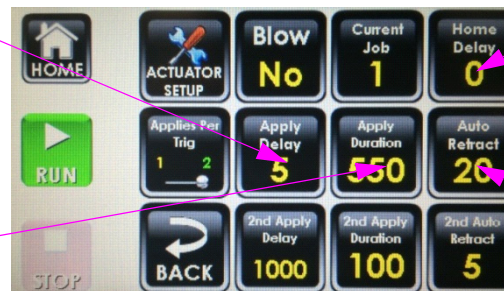 HOME
ACTUATOR
SETUP
Blow
No
Current
Job
1
Home
Delay
0
RUN
Applies Per
Trig
1 2
Apply
Delay
5
Apply
Duration
550
Auto
Retract
20
STOP
BACK
2nd Apply
Delay
1000
2nd Apply
Duration
100
2nd Auto
Retract
5